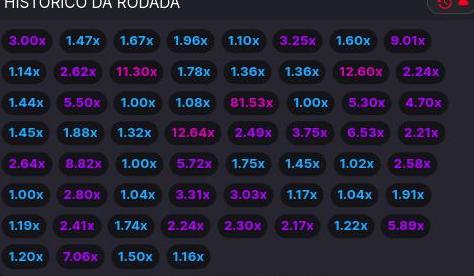 HISTÓRICO DA RODADA
3.00x 1.47x 1.67x 1.96x 1.10x 3.25x 1.60x 9.01x
1.14x 2.62x 11.30x 1.78x 1.36x 1.36x 12.60x 2.24x
1.44x 5.50x 1.00x 1.08x 81.53x 1.00x 5.30x 4.70x
1.45x 1.88x 1.32x 12.64x 2.49x 3.75x 6.53x 2.21x
2.64x 8.82x 1.00x 5.72x 1.75x 1.45x 1.02x 2.58x
1.00x 2.80x 1.04x 3.31x 3.03x 1.17x 1.04x 1.91x
1.19x 2.41x 1.74x 2.24x 2.30x 2.17x 1.22x 5.89x
1.20x 7.06x 1.50x 1.16x